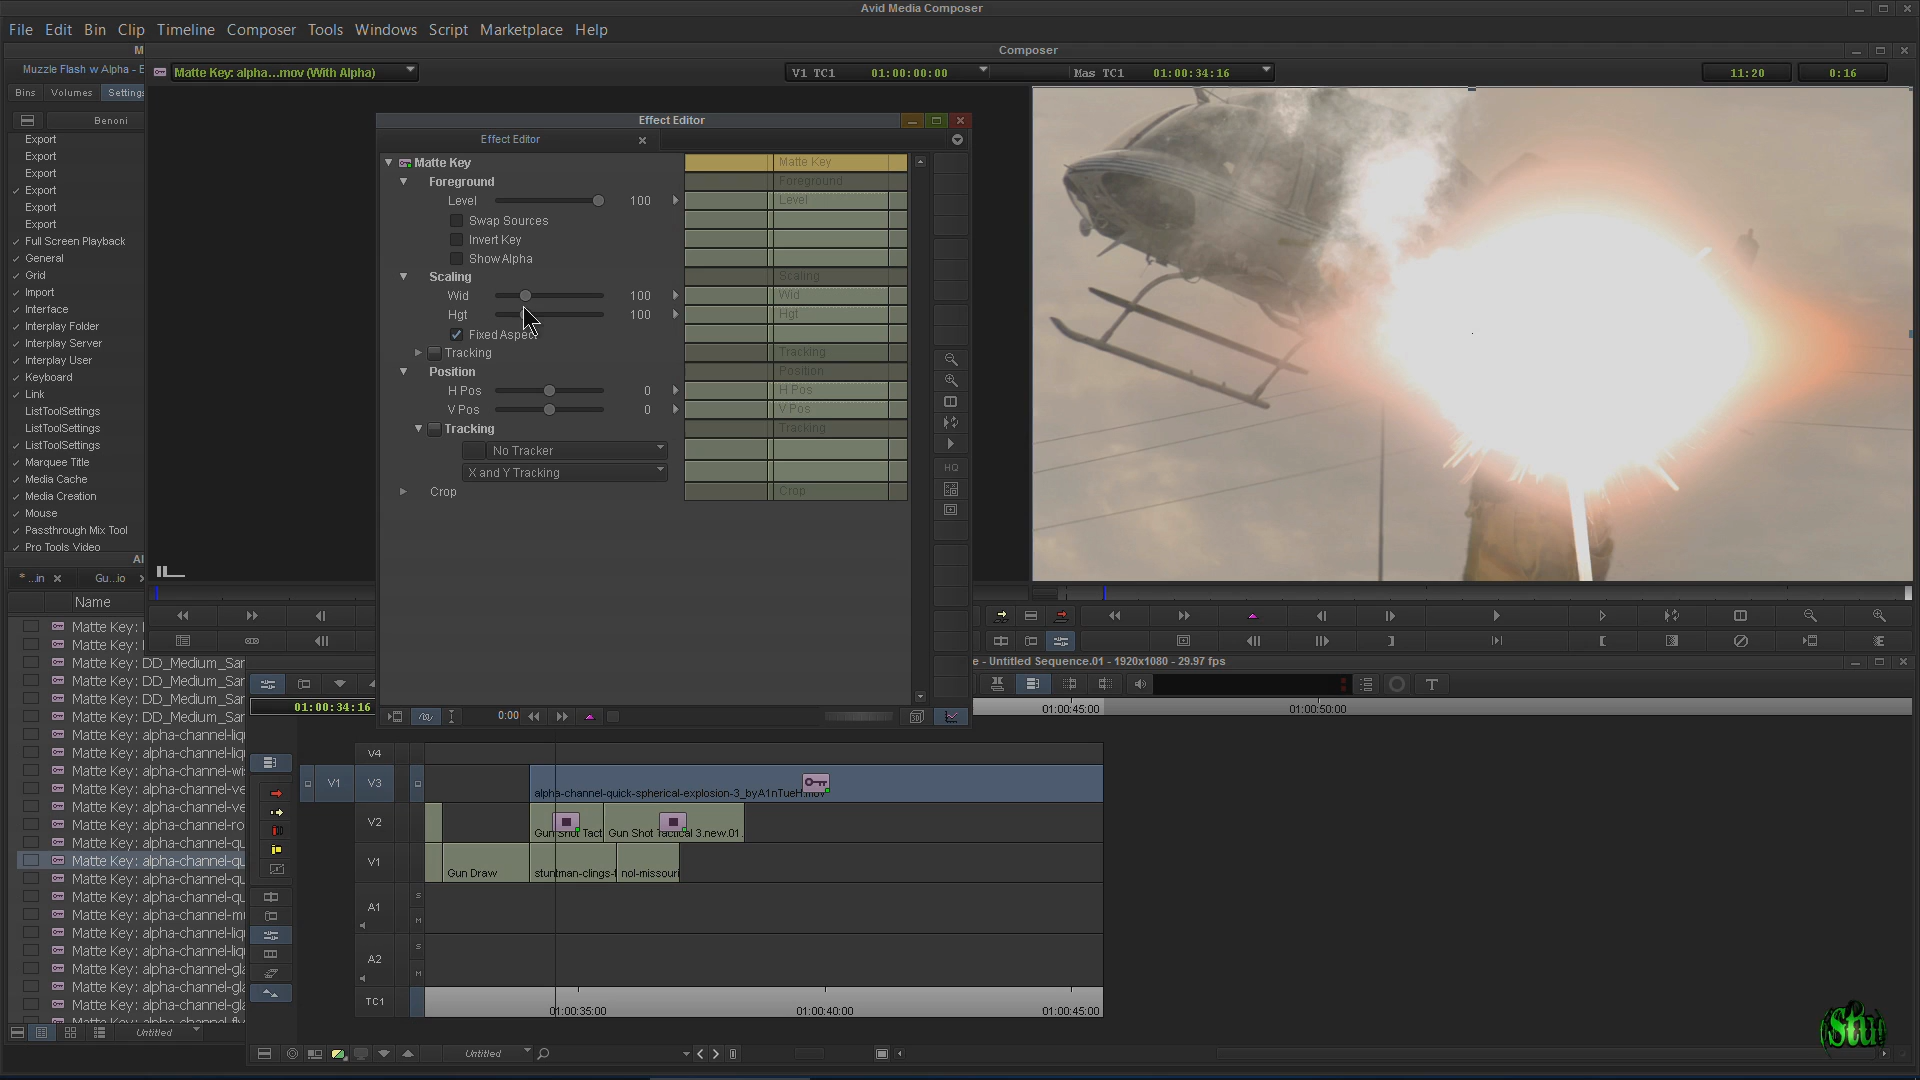 Avid Media Composer
File Edit Bin Clip Timeline Composer Tools Windows Script Marketplace Help
Composer
Muzzle Flash w Alpha - E
Matte Key: alpha...mov (With Alpha)
V1 TC1 01:00:00:00
Mas TC1 01:00:34:16
11:20
0:16
Bins Volumes Settings
Benoni
Export
Export
Export
Export
Export
Export
Full Screen Playback
General
Grid
Import
Interface
Interplay Folder
Interplay Server
Interplay User
Keyboard
Link
ListToolSettings
ListToolSettings
ListToolSettings
Marquee Title
Media Cache
Media Creation
Mouse
Passthrough Mix Tool
Pro Tools Video
Effect Editor
Effect Editor
Matte Key
Matte Key
Foreground
Foreground
Level 100
Level
Swap Sources
Invert Key
Show Alpha
Scaling
Scaling
Wid 100
Wid
Hgt 100
Hgt
Fixed Aspect
Tracking
Tracking
Position
Position
H Pos 0
H Pos
V Pos 0
V Pos
Tracking
Tracking
No Tracker
X and Y Tracking
Crop
Crop
HQ
0:00
3D
Al
* ...in
Gu...io
Name
Matte Key:
Matte Key:
Matte Key: DD_Medium_Sar
Matte Key: DD_Medium_Sar
Matte Key: DD_Medium_Sar
Matte Key: DD_Medium_Sar
Matte Key: alpha-channel-liq
Matte Key: alpha-channel-liq
Matte Key: alpha-channel-wi
Matte Key: alpha-channel-ve
Matte Key: alpha-channel-ve
Matte Key: alpha-channel-ro
Matte Key: alpha-channel-qu
Matte Key: alpha-channel-qu
Matte Key: alpha-channel-qu
Matte Key: alpha-channel-qu
Matte Key: alpha-channel-mu
Matte Key: alpha-channel-liq
Matte Key: alpha-channel-liq
Matte Key: alpha-channel-gla
Matte Key: alpha-channel-gla
Matte Key: alpha-channel-gla
Untitled
e - Untitled Sequence.01 - 1920x1080 - 29.97 fps
01:00:34:16
01:00:45:00
01:00:50:00
V4
V1 V3
alpha-channel-quick-spherical-explosion-3_byA1nTueH.mov
V2
Gun Shot Tact
Gun Shot Tactical 3.new.01.
V1
Gun Draw
stuntman-clings-t
nol-missouri
A1
S
M
A2
S
M
TC1
01:00:35:00
01:00:40:00
01:00:45:00
Untitled
Stu